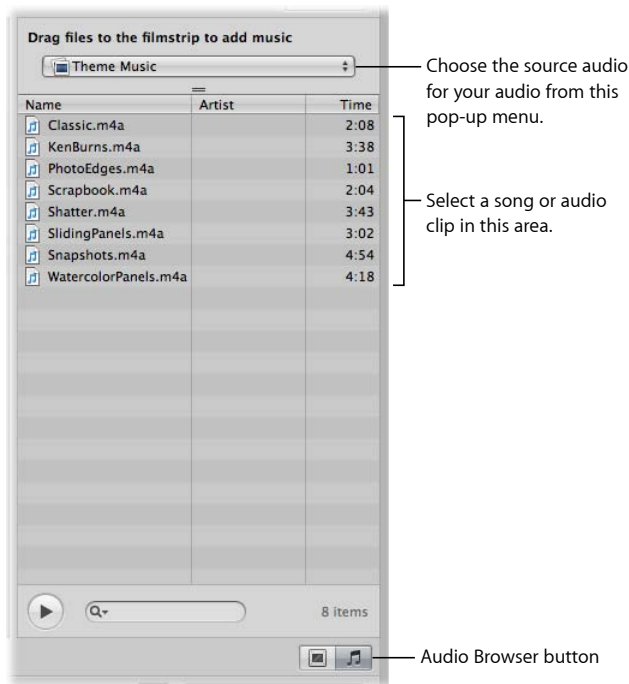 Drag files to the filmstrip to add music
Theme Music
Choose the source audio
for your audio from this
pop-up menu.
Name Artist Time
Classic.m4a 2:08
KenBurns.m4a 3:38
PhotoEdges.m4a 1:01
Scrapbook.m4a 2:04
Shatter.m4a 3:43
SlidingPanels.m4a 3:02
Snapshots.m4a 4:54
WatercolorPanels.m4a 4:18
Select a song or audio
clip in this area.
8 items
Audio Browser button